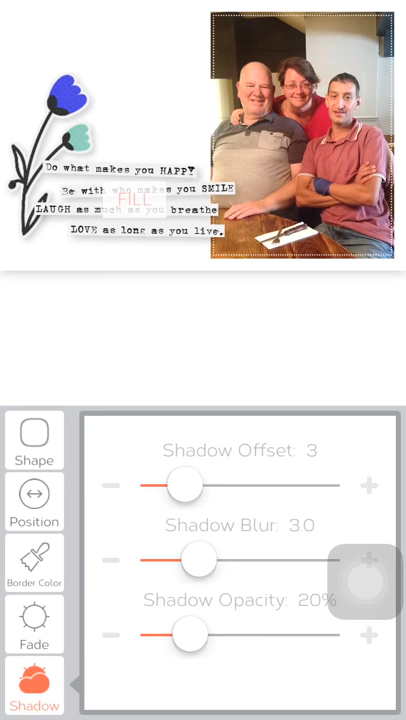 Do what makes you HAPPY
Be with who makes you SMILE
FILL
LAUGH as much as you breathe
LOVE as long as you live.
Shape
Position
Border Color
Fade
Shadow
Shadow Offset: 3
Shadow Blur: 3.0
Shadow Opacity: 20%